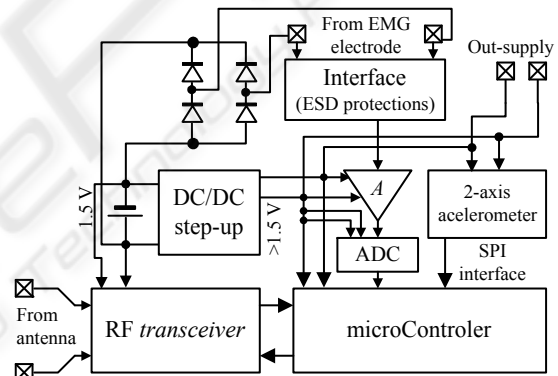 From EMG
electrode
Out-supply
Interface
(ESD protections)
1.5 V
DC/DC
step-up
>1.5 V
A
2-axis
acelerometer
ADC
SPI
interface
From
antenna
RF transceiver
microControler